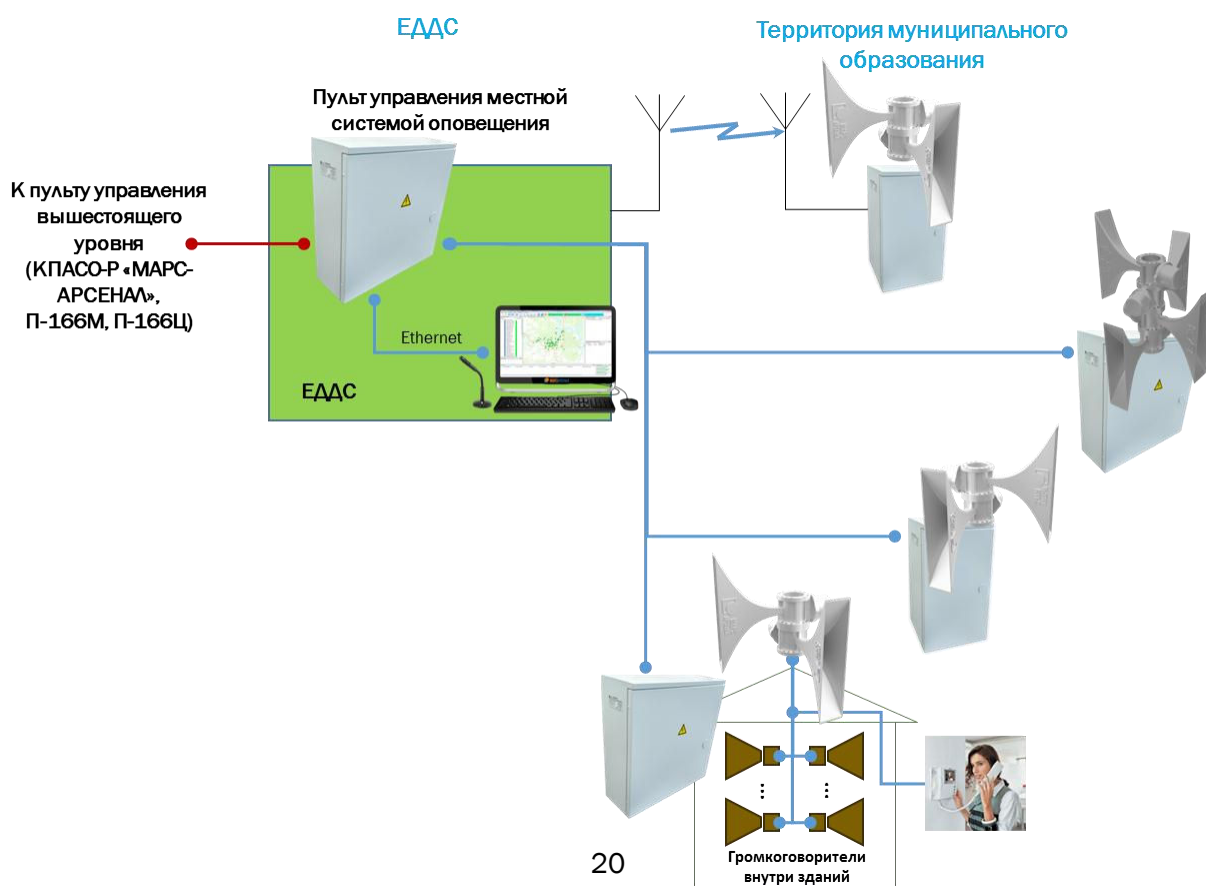 ЕДДС
Территория муниципального
образования
Пульт управления местной
системой оповещения
К пульту управления
вышестоящего
уровня
(КПАСО-Р «МАРС-
АРСЕНАЛ»,
П-166М, П-166Ц)
Ethernet
ЕДДС
Громкоговорители
внутри зданий
20